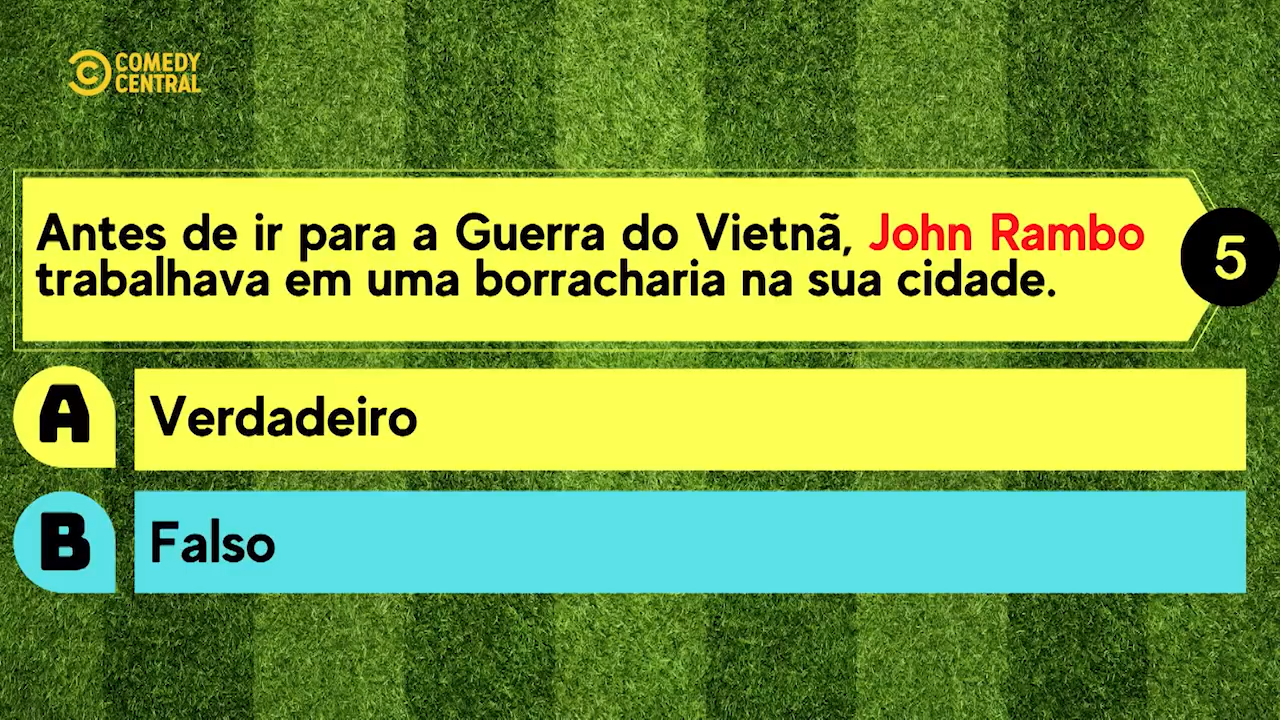 COMEDY
CENTRAL
Antes de ir para a Guerra do Vietnã, John Rambo
trabalhava em uma borracharia na sua cidade.
5
A Verdadeiro
B Falso